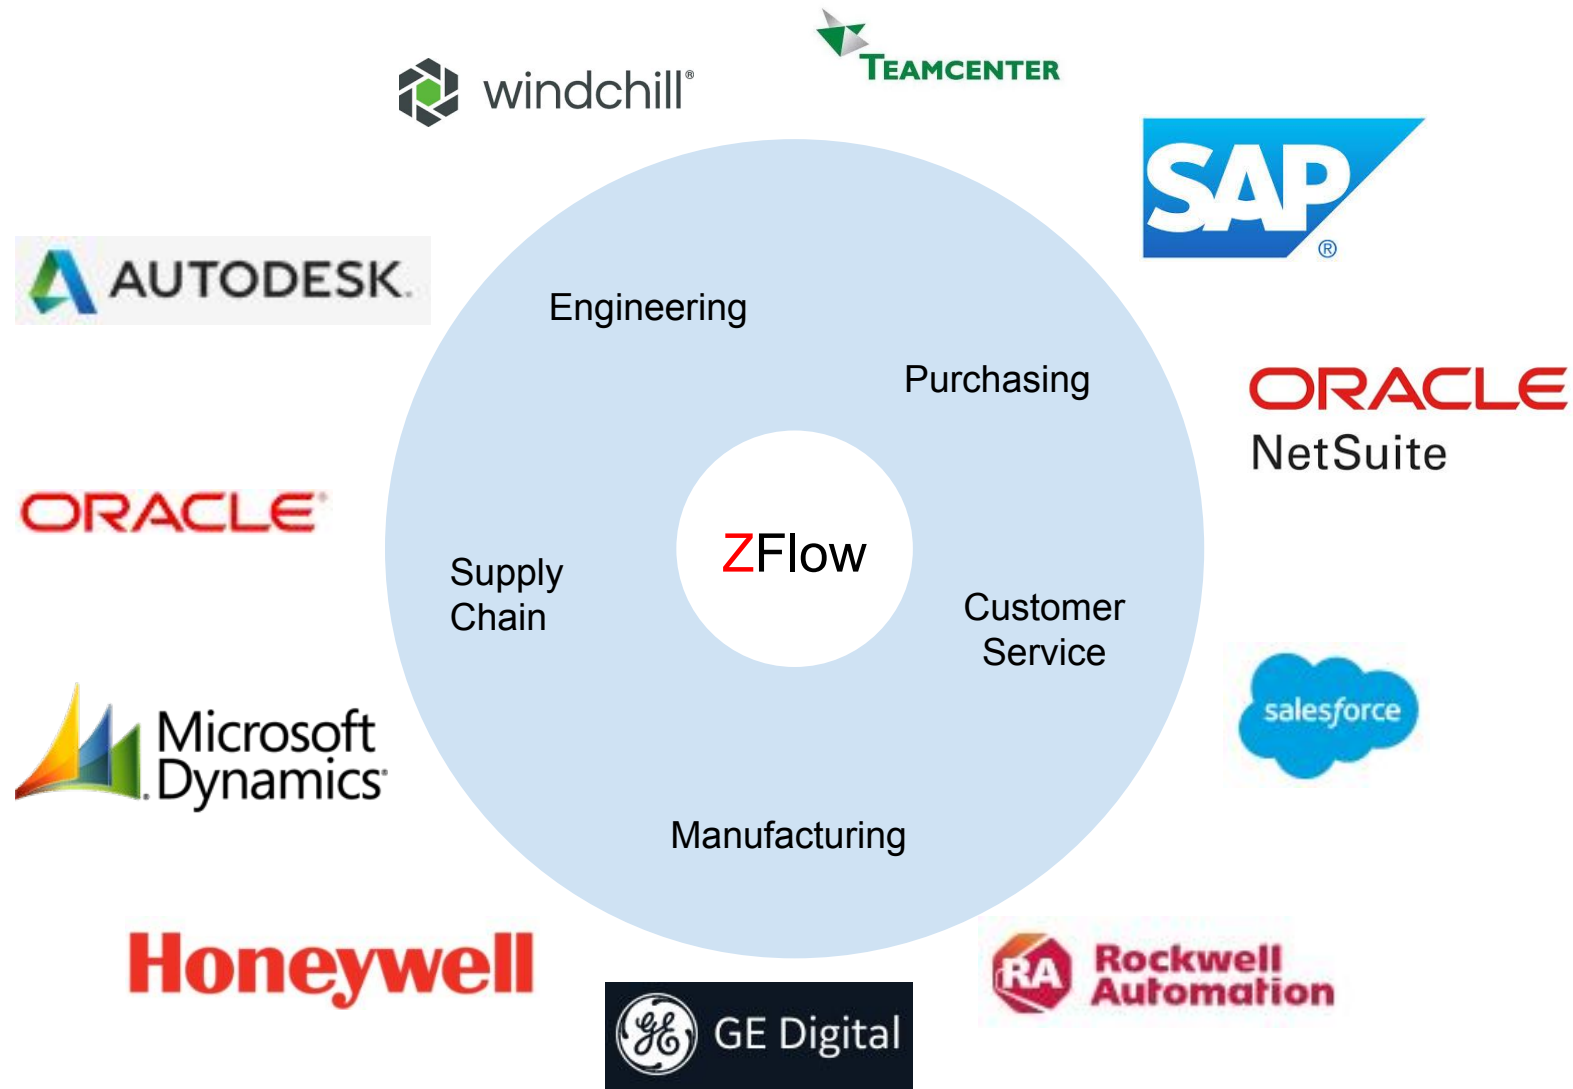 TEAMCENTER
windchill®
SAP
®
AUTODESK.
Engineering
Purchasing
ORACLE
NetSuite
ORACLE®
ZFlow
Supply
Chain
Customer
Service
salesforce
Microsoft
Dynamics
Manufacturing
Honeywell
RA
Rockwell
Automation
GE
GE Digital